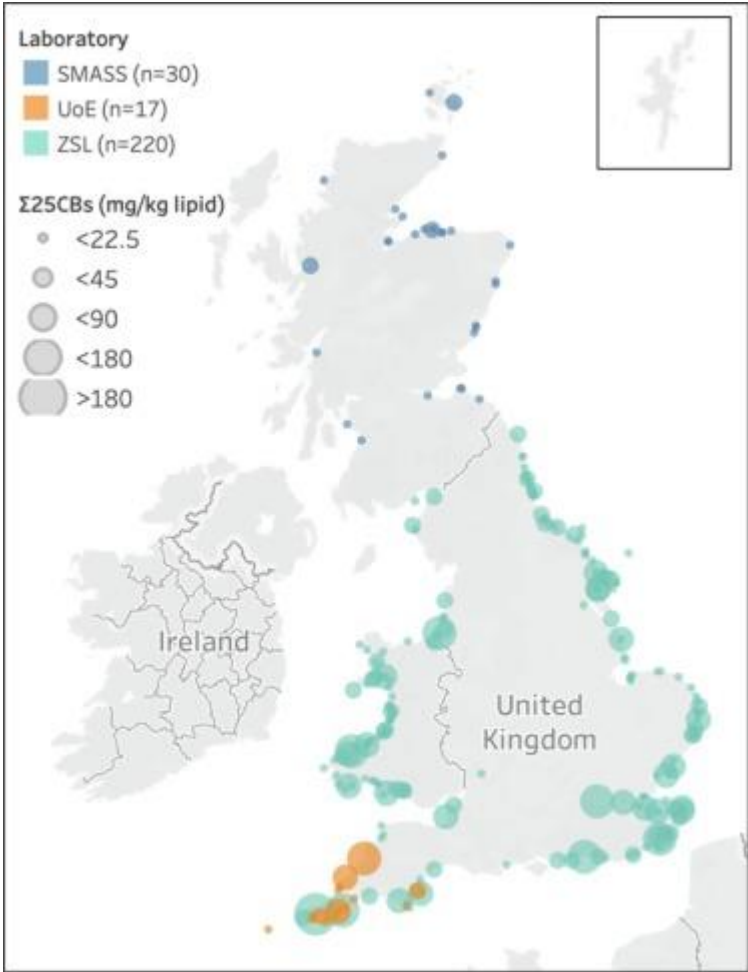 Laboratory
SMASS (n=30)
UoE (n=17)
ZSL (n=220)
Σ25CBs (mg/kg lipid)
<22.5
<45
<90
<180
>180
Ireland
United
Kingdom